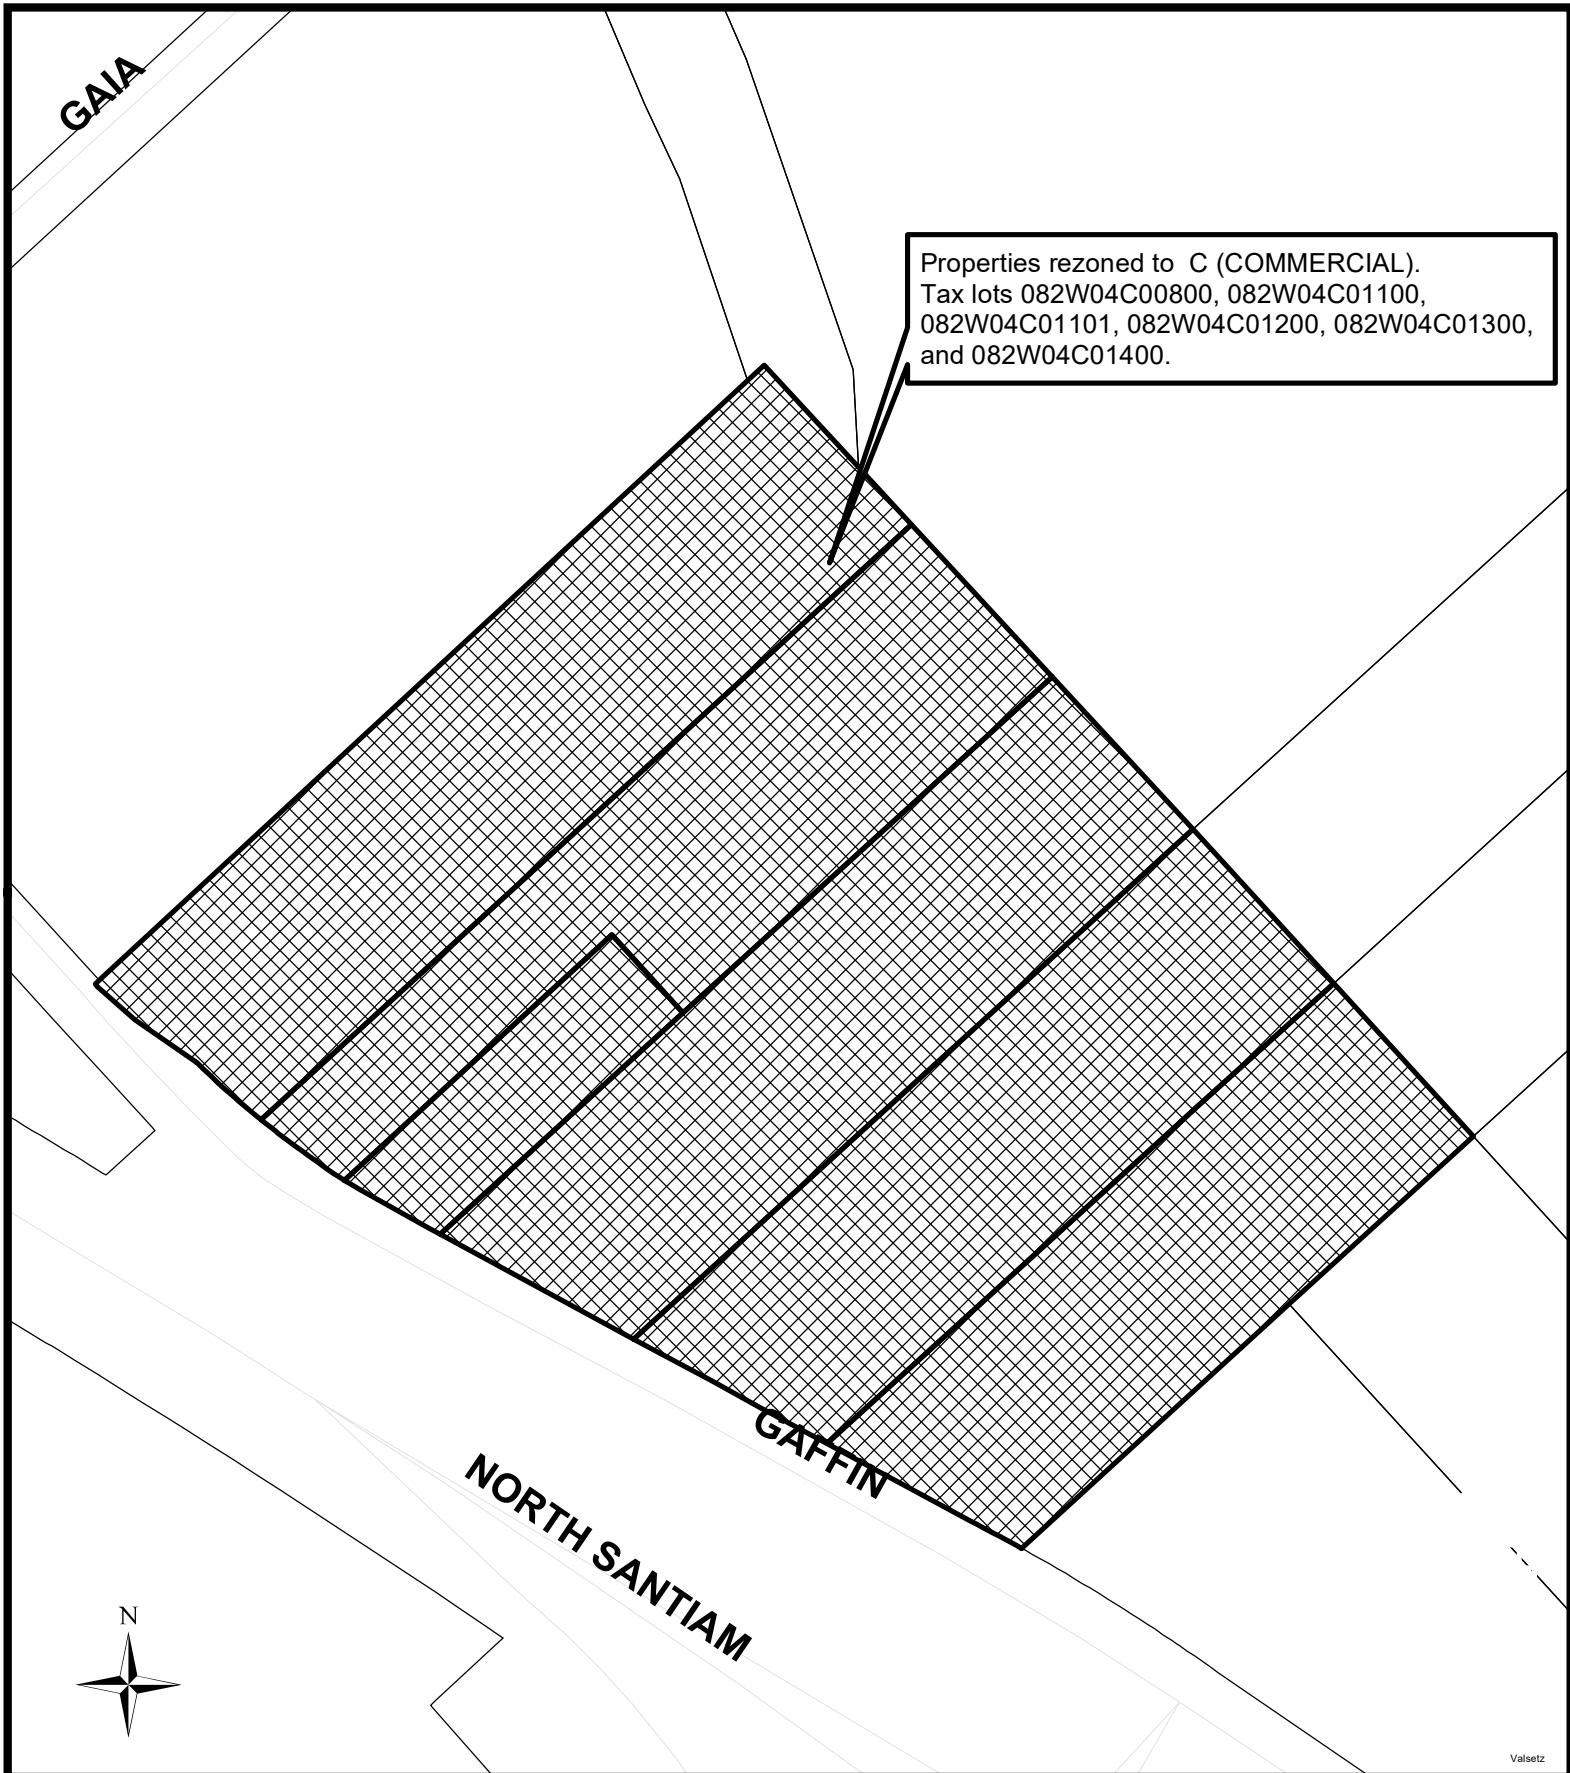 GAIA
Properties rezoned to  C (COMMERCIAL).
Tax lots 082W04C00800, 082W04C01100,
082W04C01101, 082W04C01200, 082W04C01300,
and 082W04C01400.
GAFFIN
NORTH SANTIAM
N
Valsetz